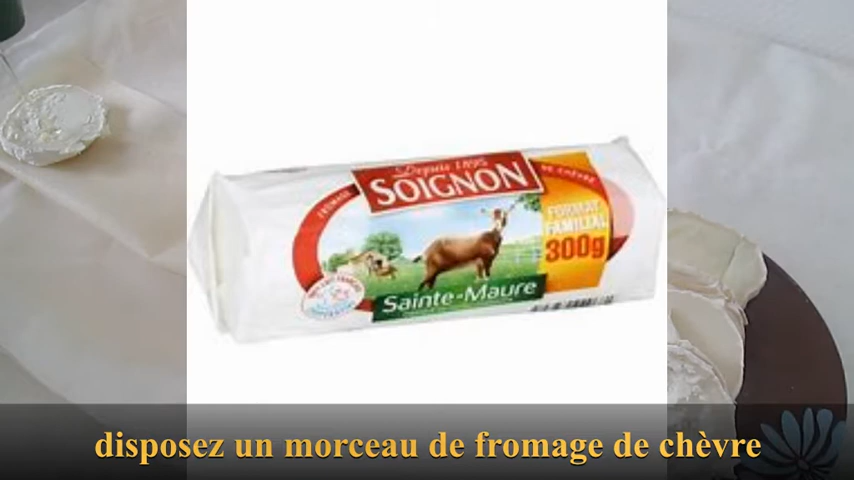 Depuis 1895
SOIGNON
FROMAGE DE CHÈVRE
FORMAT
FAMILIAL
300g
Sainte-Maure
disposez un morceau de fromage de chèvre